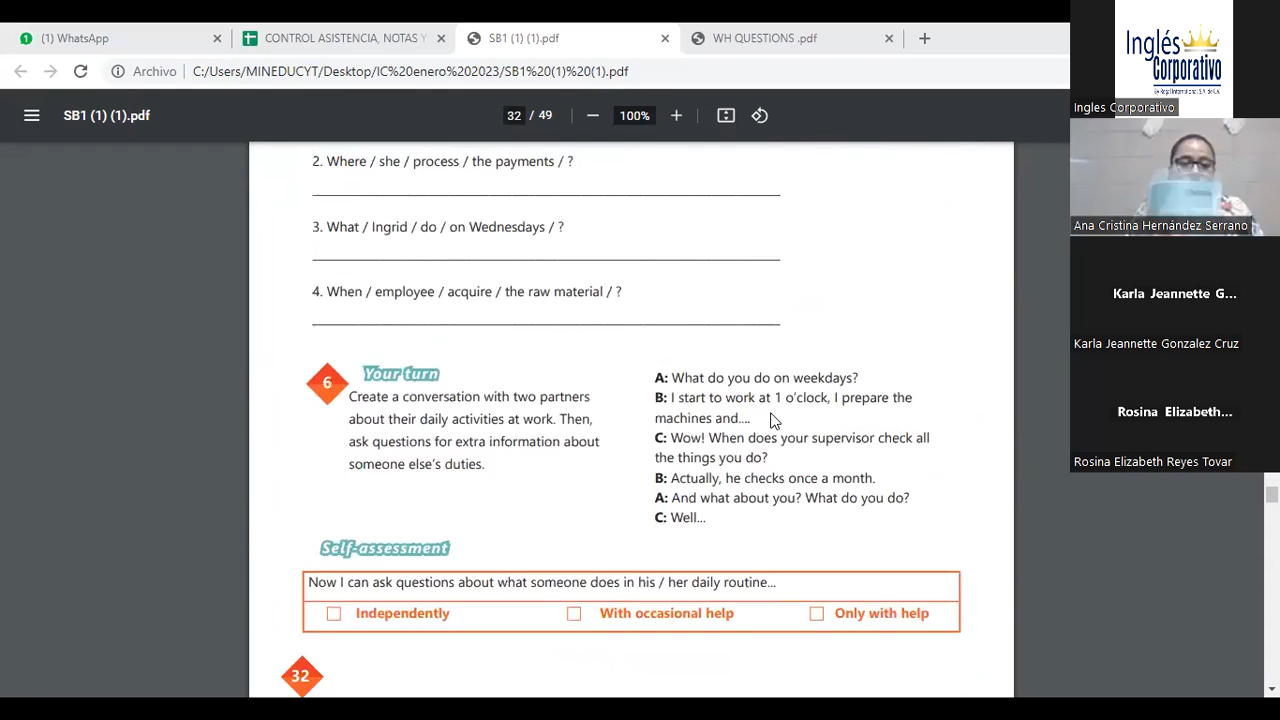 (1) WhatsApp
CONTROL ASISTENCIA, NOTAS Y
SB1 (1) (1).pdf
WH QUESTIONS .pdf
Archivo
C:/Users/MINEDUCYT/Desktop/IC%20enero%202023/SB1%20(1)%20(1).pdf
SB1 (1) (1).pdf
32 / 49
100%
2. Where / she / process / the payments / ?
3. What / Ingrid / do / on Wednesdays / ?
4. When / employee / acquire / the raw material / ?
6
Your turn
Create a conversation with two partners
about their daily activities at work. Then,
ask questions for extra information about
someone else's duties.
A: What do you do on weekdays?
B: I start to work at 1 o'clock, I prepare the
machines and....
C: Wow! When does your supervisor check all
the things you do?
B: Actually, he checks once a month.
A: And what about you? What do you do?
C: Well...
Self-assessment
Now I can ask questions about what someone does in his / her daily routine...
Independently
With occasional help
Only with help
32
Inglés
Corporativo
Ingles Corporativo
Ana Cristina Hernández Serrano
Karla Jeannette G...
Karla Jeannette Gonzalez Cruz
Rosina Elizabeth...
Rosina Elizabeth Reyes Tovar